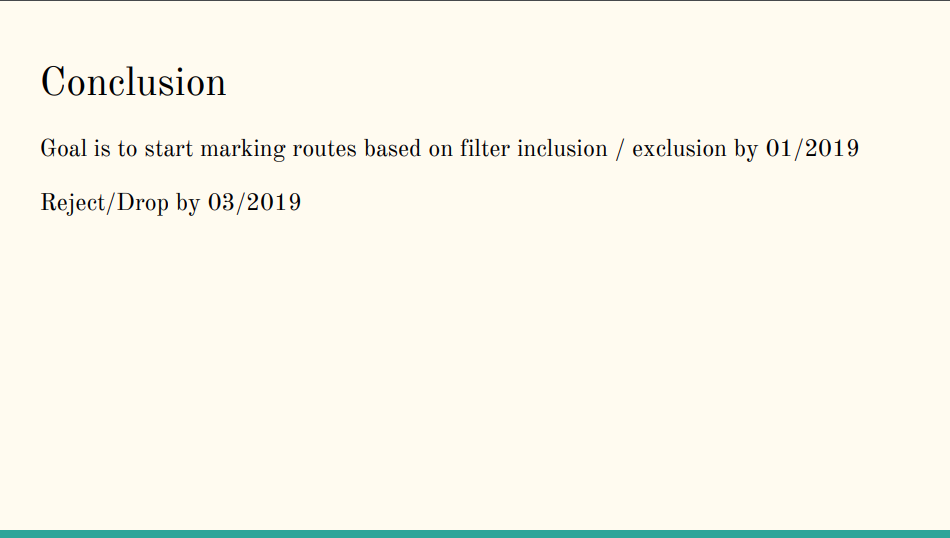 Conclusion
Goal is to start marking routes based on filter inclusion / exclusion by 01/2019
Reject/Drop by 03/2019